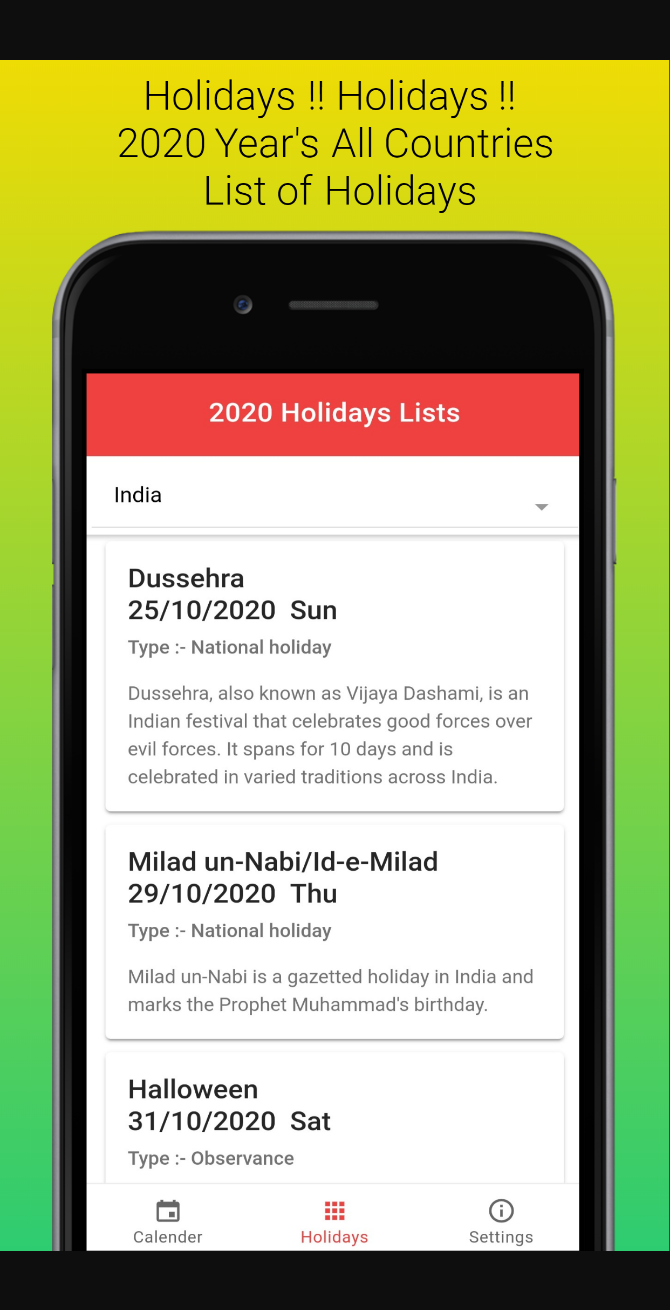 Holidays !! Holidays !!
2020 Year's All Countries
List of Holidays
2020 Holidays Lists
India
Dussehra
25/10/2020 Sun
Type :- National holiday
Dussehra, also known as Vijaya Dashami, is an
Indian festival that celebrates good forces over
evil forces. It spans for 10 days and is
celebrated in varied traditions across India.
Milad un-Nabi/Id-e-Milad
29/10/2020 Thu
Type :- National holiday
Milad un-Nabi is a gazetted holiday in India and
marks the Prophet Muhammad's birthday.
Halloween
31/10/2020 Sat
Type :- Observance
Calender
Holidays
Settings